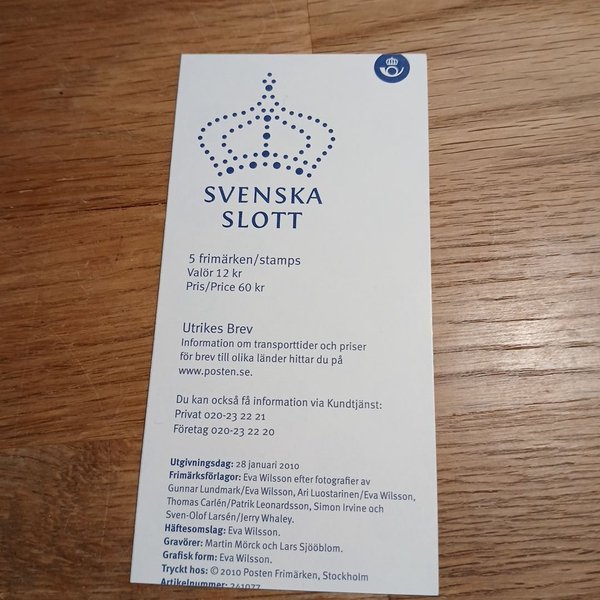 SVENSKA
SLOTT
5 frimärken/stamps
Valör 12 kr
Pris/Price 60 kr
Utrikes Brev
Information om transporttider och priser
för brev till olika länder hittar du på
www.posten.se.
Du kan också få information via Kundtjänst:
Privat 020-23 22 21
Företag 020-23 22 20
Utgivningsdag: 28 januari 2010
Frimärksförlagor: Eva Wilsson efter fotografier av
Gunnar Lundmark/Eva Wilsson, Ari Luostarinen/Eva Wilsson,
Thomas Carlén/Patrik Leonardsson, Simon Irvine och
Sven-Olof Larsén/Jerry Whaley.
Häftesomslag: Eva Wilsson.
Gravörer: Martin Mörck och Lars Sjööblom.
Grafisk form: Eva Wilsson.
Tryckt hos: © 2010 Posten Frimärken, Stockholm
Artikelnummer: 241077